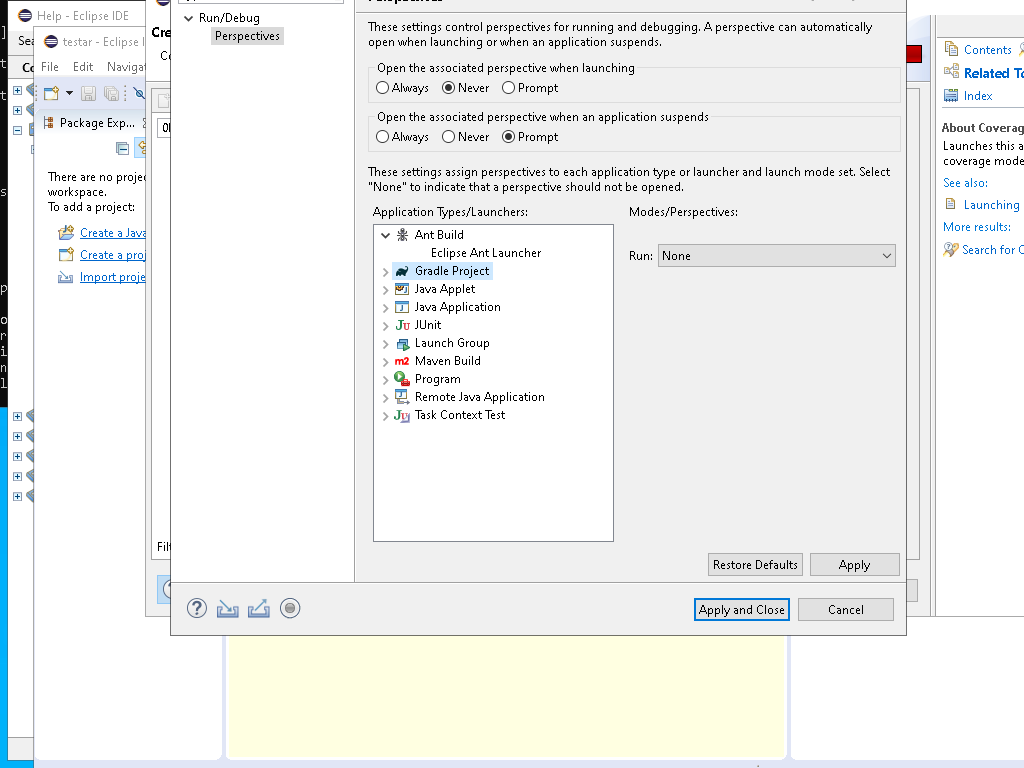 Help - Eclipse IDE
testar - Eclipse I
File Edit Navigat
Package Exp...
There are no proje
workspace.
To add a project:
Create a Java
Create a proj
Import proje
Run/Debug
Perspectives
These settings control perspectives for running and debugging. A perspective can automatically
open when launching or when an application suspends.
Open the associated perspective when launching
Always Never Prompt
Open the associated perspective when an application suspends
Always Never Prompt
These settings assign perspectives to each application type or launcher and launch mode set. Select
"None" to indicate that a perspective should not be opened.
Application Types/Launchers:
Modes/Perspectives:
Ant Build
Eclipse Ant Launcher
Gradle Project
Java Applet
Java Application
JUnit
Launch Group
Maven Build
Program
Remote Java Application
Task Context Test
Run: None
Restore Defaults Apply
Apply and Close Cancel
Contents
Related To
Index
About Coverag
Launches this a
coverage mode
See also:
Launching
More results:
Search for C